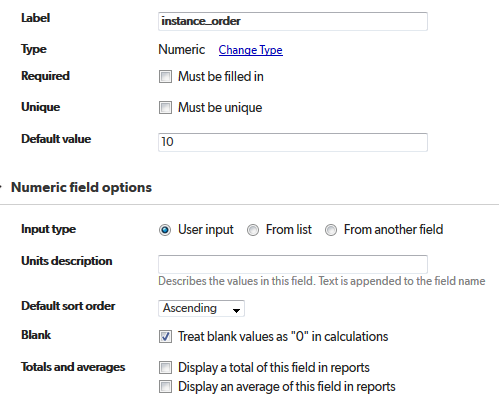 Label instance_order
Type Numeric Change Type
Required Must be filled in
Unique Must be unique
Default value 10
Numeric field options
Input type User input From list From another field
Units description
Describes the values in this field. Text is appended to the field name
Default sort order Ascending
Blank Treat blank values as "0" in calculations
Totals and averages Display a total of this field in reports
Display an average of this field in reports